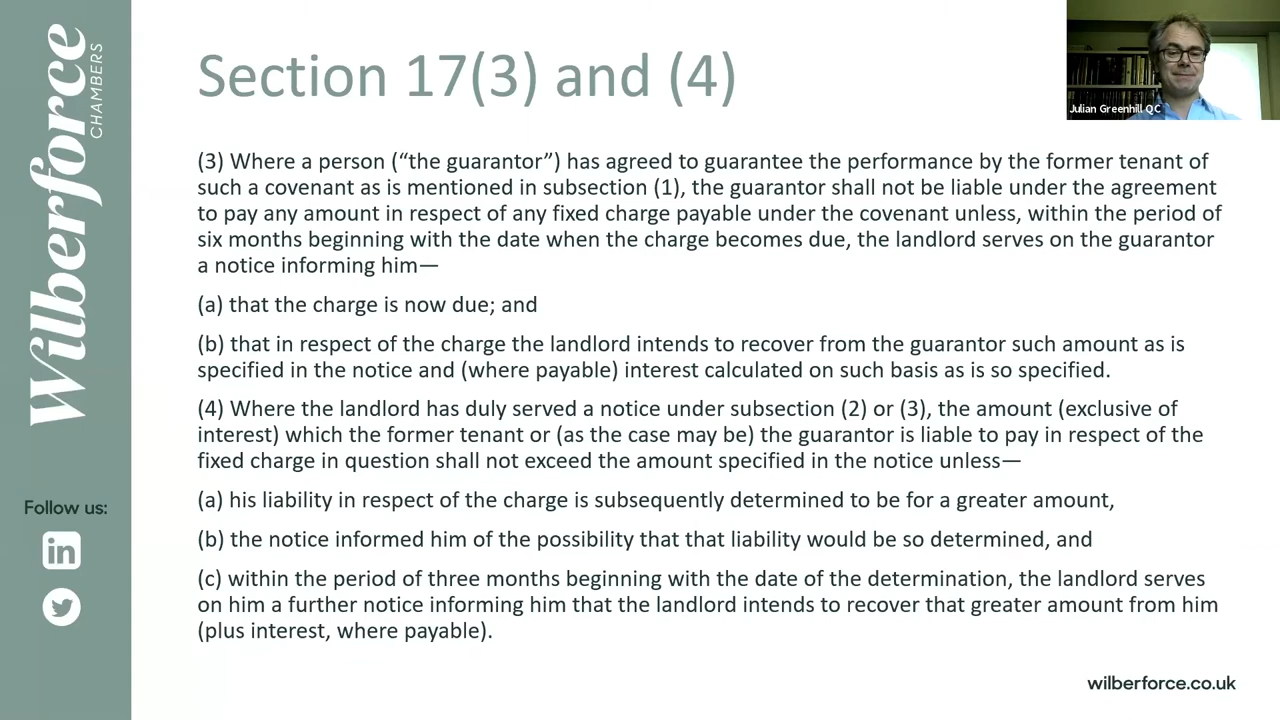 Wilberforce
CHAMBERS
Section 17(3) and (4)
Julian Greenhill QC
(3) Where a person (“the guarantor”) has agreed to guarantee the performance by the former tenant of
such a covenant as is mentioned in subsection (1), the guarantor shall not be liable under the agreement
to pay any amount in respect of any fixed charge payable under the covenant unless, within the period of
six months beginning with the date when the charge becomes due, the landlord serves on the guarantor
a notice informing him—
(a) that the charge is now due; and
(b) that in respect of the charge the landlord intends to recover from the guarantor such amount as is
specified in the notice and (where payable) interest calculated on such basis as is so specified.
(4) Where the landlord has duly served a notice under subsection (2) or (3), the amount (exclusive of
interest) which the former tenant or (as the case may be) the guarantor is liable to pay in respect of the
fixed charge in question shall not exceed the amount specified in the notice unless—
(a) his liability in respect of the charge is subsequently determined to be for a greater amount,
(b) the notice informed him of the possibility that that liability would be so determined, and
(c) within the period of three months beginning with the date of the determination, the landlord serves
on him a further notice informing him that the landlord intends to recover that greater amount from him
(plus interest, where payable).
Follow us:
in
wilberforce.co.uk